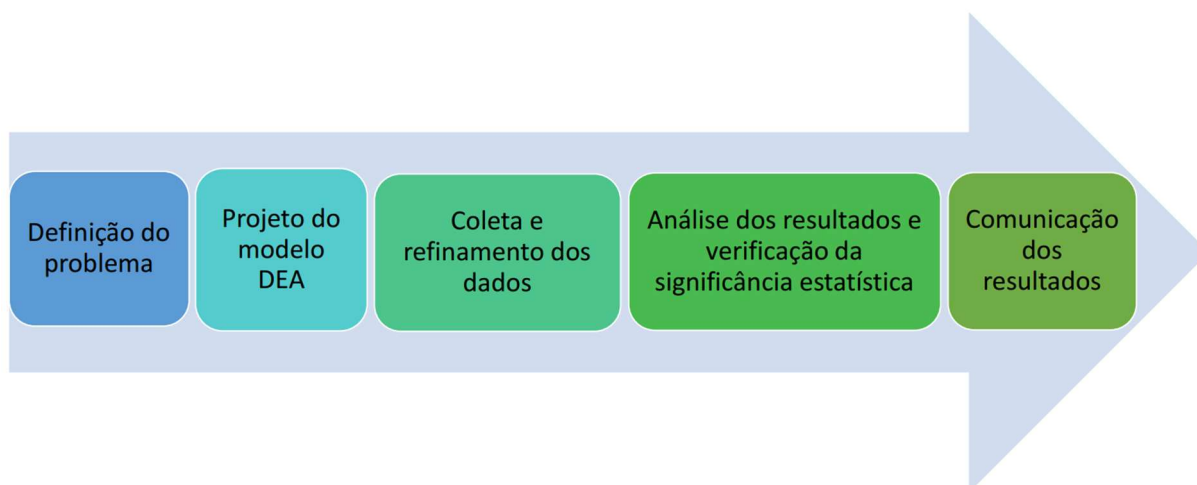 Definição do
problema
Projeto do
modelo
DEA
Coleta e
refinamento dos
dados
Análise dos resultados e
verificação da
significância estatística
Comunicação
dos
resultados